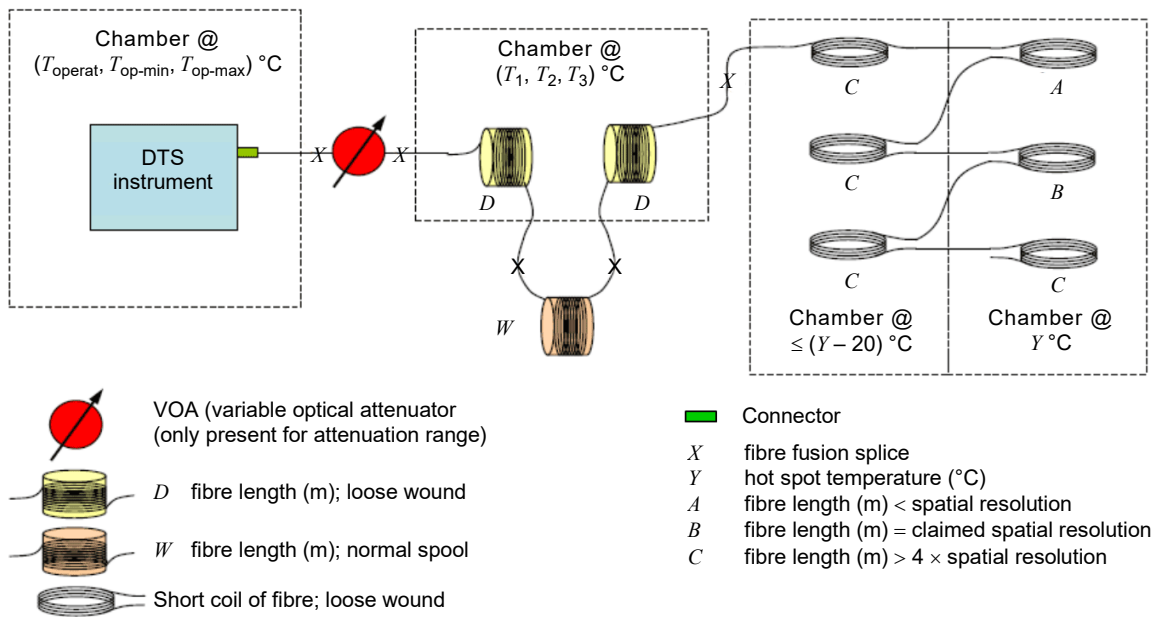 Chamber @
(Toperat, Top-min, Top-max) °C
DTS
instrument
X
X
Chamber @
(T1, T2, T3) °C
D
D
X
X
W
X
C
A
C
B
C
C
Chamber @
≤ (Y – 20) °C
Chamber @
Y °C
VOA (variable optical attenuator
(only present for attenuation range)
D fibre length (m); loose wound
W fibre length (m); normal spool
Short coil of fibre; loose wound
Connector
X fibre fusion splice
Y hot spot temperature (°C)
A fibre length (m) < spatial resolution
B fibre length (m) = claimed spatial resolution
C fibre length (m) > 4 × spatial resolution